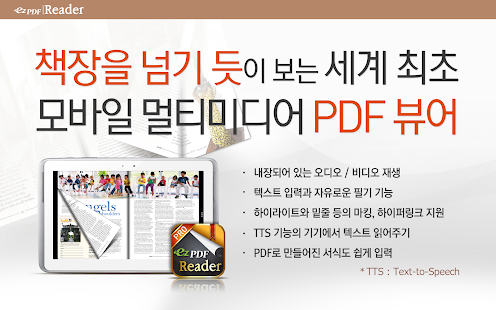 ezPDF Reader
책장을 넘기 듯이 보는 세계 최초
모바일 멀티미디어 PDF 뷰어
· 내장되어 있는 오디오 / 비디오 재생
· 텍스트 입력과 자유로운 필기 기능
· 하이라이트와 밑줄 등의 마킹, 하이퍼링크 지원
· TTS 기능의 기기에서 텍스트 읽어주기
· PDF로 만들어진 서식도 쉽게 입력
* TTS : Text-to-Speech
angels
shoulders
PRO
ezPDF
Reader